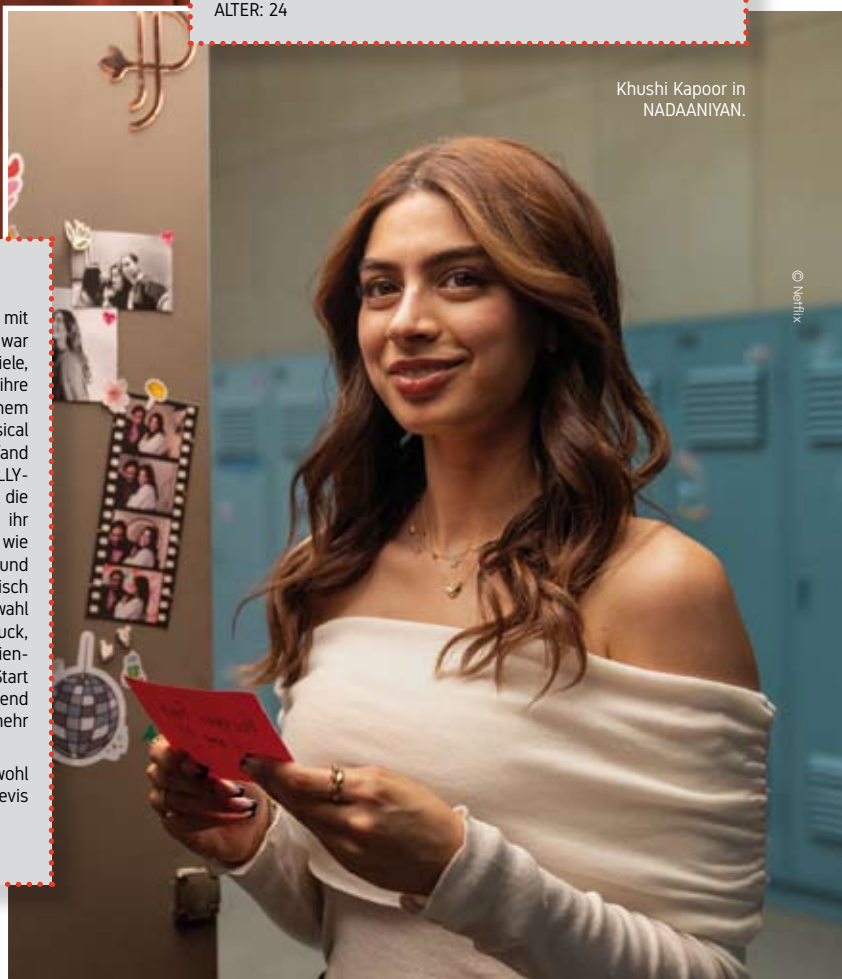 ALTER: 24
Khushi Kapoor in
NADAANIYAN.
© Netflix
mit
war
iele,
ihre
nem
sical
and
LLY-
die
ihr
wie
und
isch
wahl
uck,
ien-
Start
end
mehr
wohl
evis